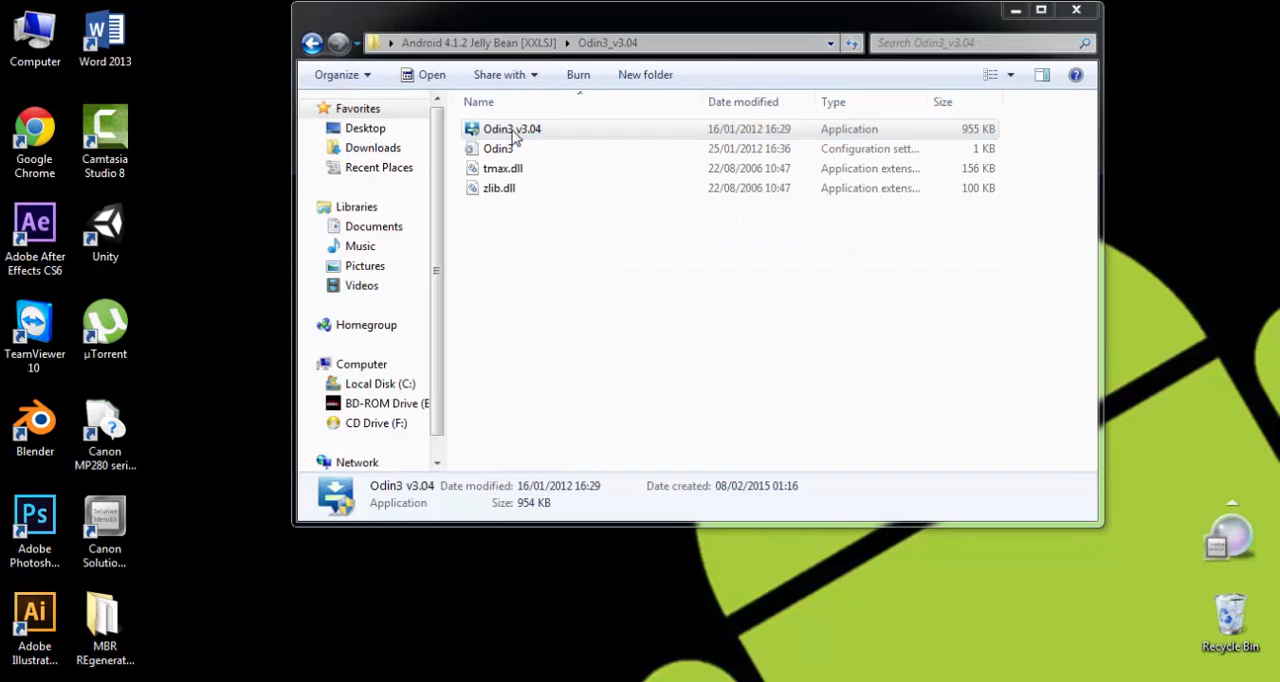 Computer
Word 2013
Google
Chrome
Camtasia
Studio 8
Ae
Adobe After
Effects CS6
Unity
TeamViewer
10
µTorrent
Blender
Canon
MP280 seri...
Ps
Adobe
Photosh...
Canon
Solutio...
Ai
Adobe
Illustrat...
MBR
REgenerat...
Android 4.1.2 Jelly Bean [XXLSJ]
Odin3_v3.04
Search Odin3_v3.04
Organize
Open
Share with
Burn
New folder
Name
Date modified
Type
Size
Odin3 v3.04
16/01/2012 16:29
Application
955 KB
Odin3
25/01/2012 16:36
Configuration sett...
1 KB
tmax.dll
22/08/2006 10:47
Application extens...
156 KB
zlib.dll
22/08/2006 10:47
Application extens...
100 KB
Favorites
Desktop
Downloads
Recent Places
Libraries
Documents
Music
Pictures
Videos
Homegroup
Computer
Local Disk (C:)
BD-ROM Drive (E
CD Drive (F:)
Network
Odin3 v3.04
Date modified: 16/01/2012 16:29
Date created: 08/02/2015 01:16
Application
Size: 954 KB
Recycle Bin